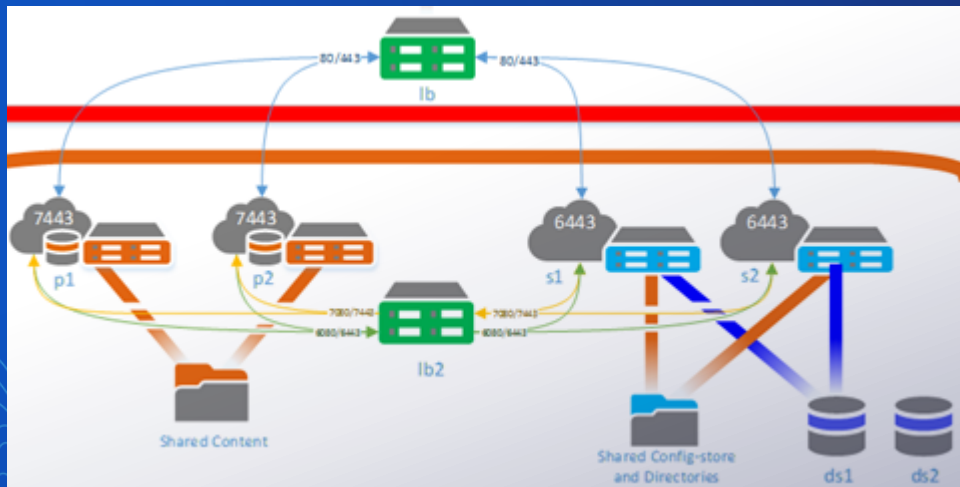 80/443
80/443
lb
7443
7443
6443
6443
p1
p2
s1
s2
7080/7443
7080/7443
6080/6443
6080/6443
lb2
Shared Content
Shared Config-store
and Directories
ds1
ds2